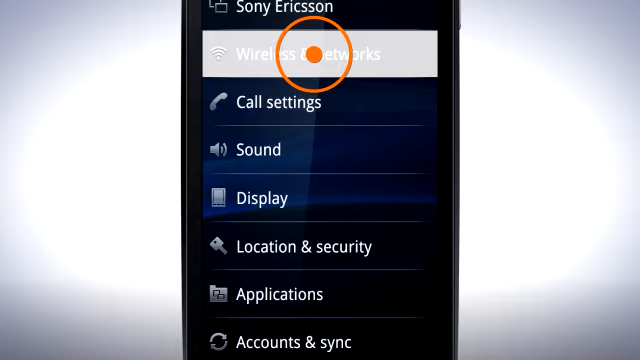 Sony Ericsson
Wireless & networks
Call settings
Sound
Display
Location & security
Applications
Accounts & sync